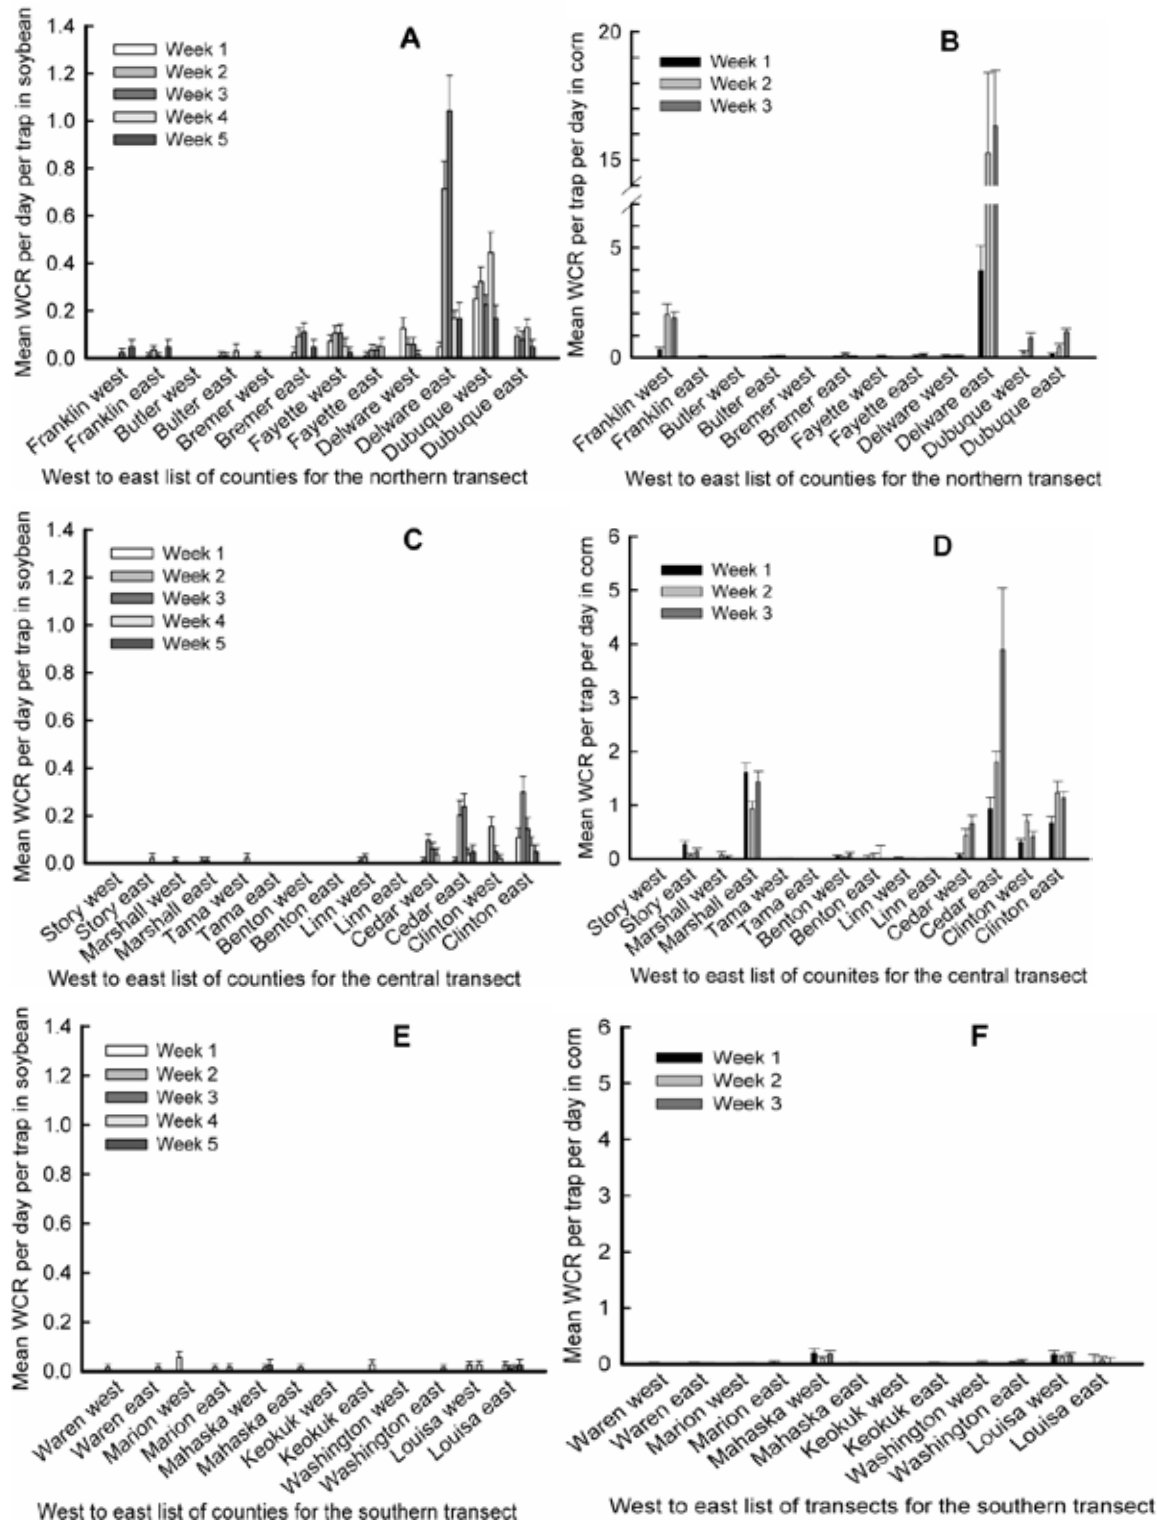 Mean WCR per day per trap in soybean
1.4
1.2
1.0
0.8
0.6
0.4
0.2
0.0
A
Week 1
Week 2
Week 3
Week 4
Week 5
Franklin west
Franklin east
Butler west
Bulter east
Bremer west
Bremer east
Fayette west
Fayette east
Delware west
Delware east
Dubuque west
Dubuque east
West to east list of counties for the northern transect
Mean WCR per trap per day in corn
20
15
5
0
B
Week 1
Week 2
Week 3
Franklin west
Franklin east
Butler west
Bulter east
Bremer west
Bremer east
Fayette west
Fayette east
Delware west
Delware east
Dubuque west
Dubuque east
West to east list of counties for the northern transect
Mean WCR per day per trap in soybean
1.4
1.2
1.0
0.8
0.6
0.4
0.2
0.0
C
Week 1
Week 2
Week 3
Week 4
Week 5
Story west
Story east
Marshall west
Marshall east
Tama west
Tama east
Benton west
Benton east
Linn west
Linn east
Cedar west
Cedar east
Clinton west
Clinton east
West to east list of counties for the central transect
Mean WCR per trap per day in corn
6
5
4
3
2
1
0
D
Week 1
Week 2
Week 3
Story west
Story east
Marshall west
Marshall east
Tama west
Tama east
Benton west
Benton east
Linn west
Linn east
Cedar west
Cedar east
Clinton west
Clinton east
West to east list of counites for the central transect
Mean WCR per day per trap in soybean
1.4
1.2
1.0
0.8
0.6
0.4
0.2
0.0
E
Week 1
Week 2
Week 3
Week 4
Week 5
Waren west
Waren east
Marion west
Marion east
Mahaska west
Mahaska east
Keokuk west
Keokuk east
Washington west
Washington east
Louisa west
Louisa east
West to east list of counties for the southern transect
Mean WCR per trap per day in corn
6
5
4
3
2
1
0
F
Week 1
Week 2
Week 3
Waren west
Waren east
Marion west
Marion east
Mahaska west
Mahaska east
Keokuk west
Keokuk east
Washington west
Washington east
Louisa west
Louisa east
West to east list of transects for the southern transect